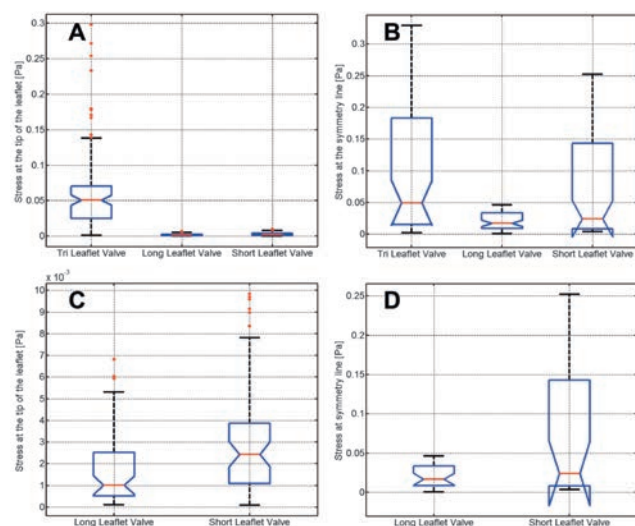 A
Stress at the tip of the leaflet [Pa]
0.3
0.25
0.2
0.15
0.1
0.05
0
Tri Leaflet Valve Long Leaflet Valve Short Leaflet Valve
B
Stress at the symmetry line [Pa]
0.3
0.25
0.2
0.15
0.1
0.05
0
Tri Leaflet Valve Long Leaflet Valve Short Leaflet Valve
C
x 10⁻³
Stress at the tip of the leaflet [Pa]
10
9
8
7
6
5
4
3
2
1
0
Long Leaflet Valve Short Leaflet Valve
D
Stress at symmetry line [Pa]
0.25
0.2
0.15
0.1
0.05
0
Long Leaflet Valve Short Leaflet Valve